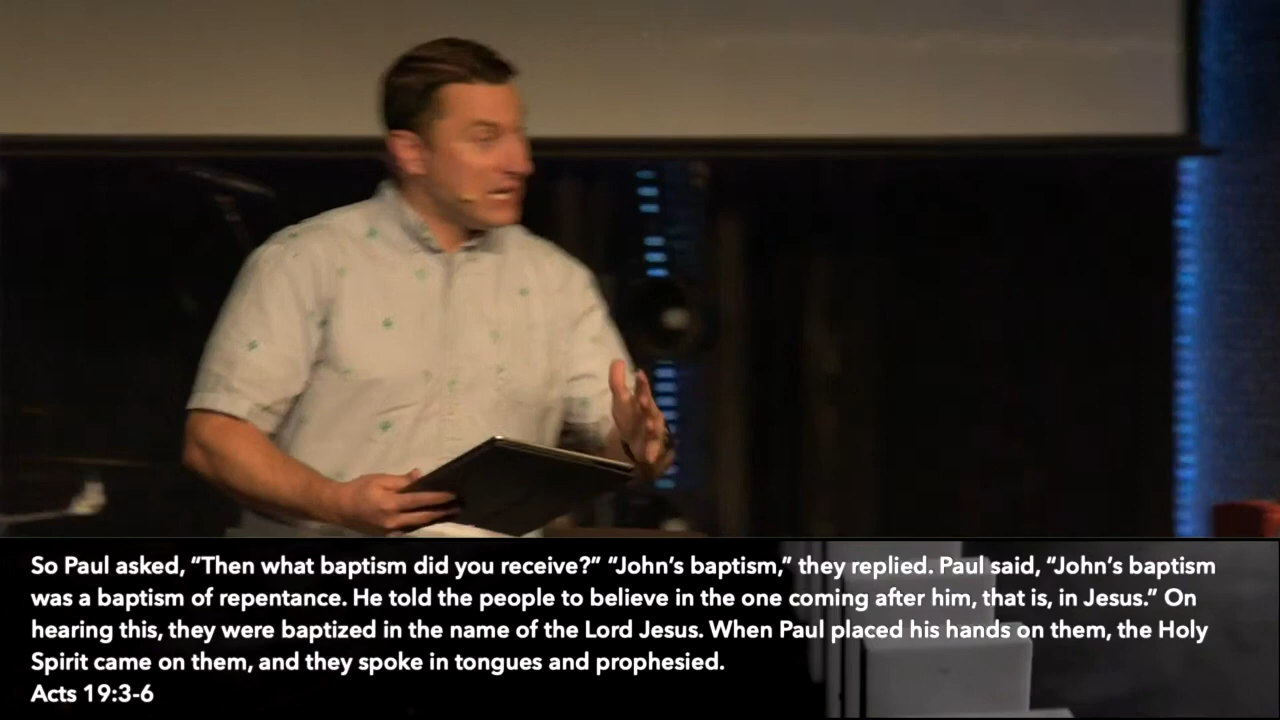 So Paul asked, “Then what baptism did you receive?” “John’s baptism,” they replied. Paul said, “John’s baptism
was a baptism of repentance. He told the people to believe in the one coming after him, that is, in Jesus.” On
hearing this, they were baptized in the name of the Lord Jesus. When Paul placed his hands on them, the Holy
Spirit came on them, and they spoke in tongues and prophesied.
Acts 19:3-6